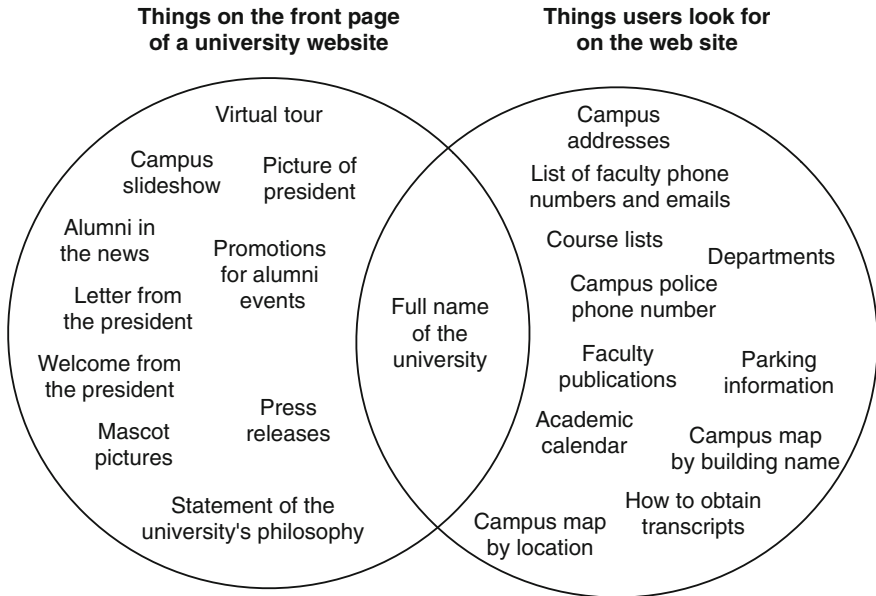 Things on the front page
of a university website
Things users look for
on the web site
Virtual tour
Campus
slideshow
Picture of
president
Alumni in
the news
Promotions
for alumni
events
Letter from
the president
Welcome from
the president
Press
releases
Mascot
pictures
Statement of the
university's philosophy
Full name
of the
university
Campus
addresses
List of faculty phone
numbers and emails
Course lists
Departments
Campus police
phone number
Faculty
publications
Parking
information
Academic
calendar
Campus map
by building name
How to obtain
transcripts
Campus map
by location